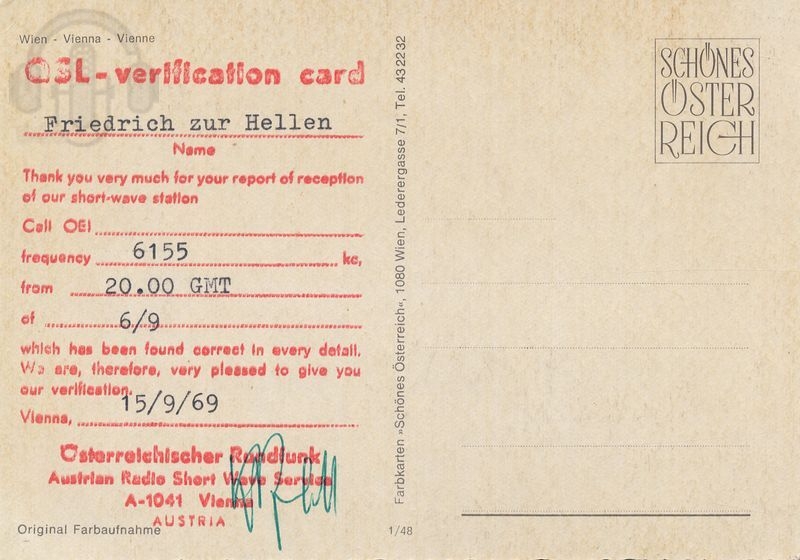 Wien - Vienna - Vienne
QSL-verification card
Friedrich zur Hellen
Name
Thank you very much for your report of reception
of our short-wave station
Call OEI
frequency 6155 kc,
from 20.00 GMT
of 6/9
which has been found correct in every detail.
We are, therefore, very pleased to give you
our verification.
Vienna, 15/9/69
Österreichischer Rundfunk
Austrian Radio Short Wave Service
A-1041 Vienna
AUSTRIA
Original Farbaufnahme
1/48
Farbkarten »Schönes Österreich«, 1080 Wien, Lederergasse 7/1, Tel. 43 22 32
SCHÖNES
ÖSTER
REICH